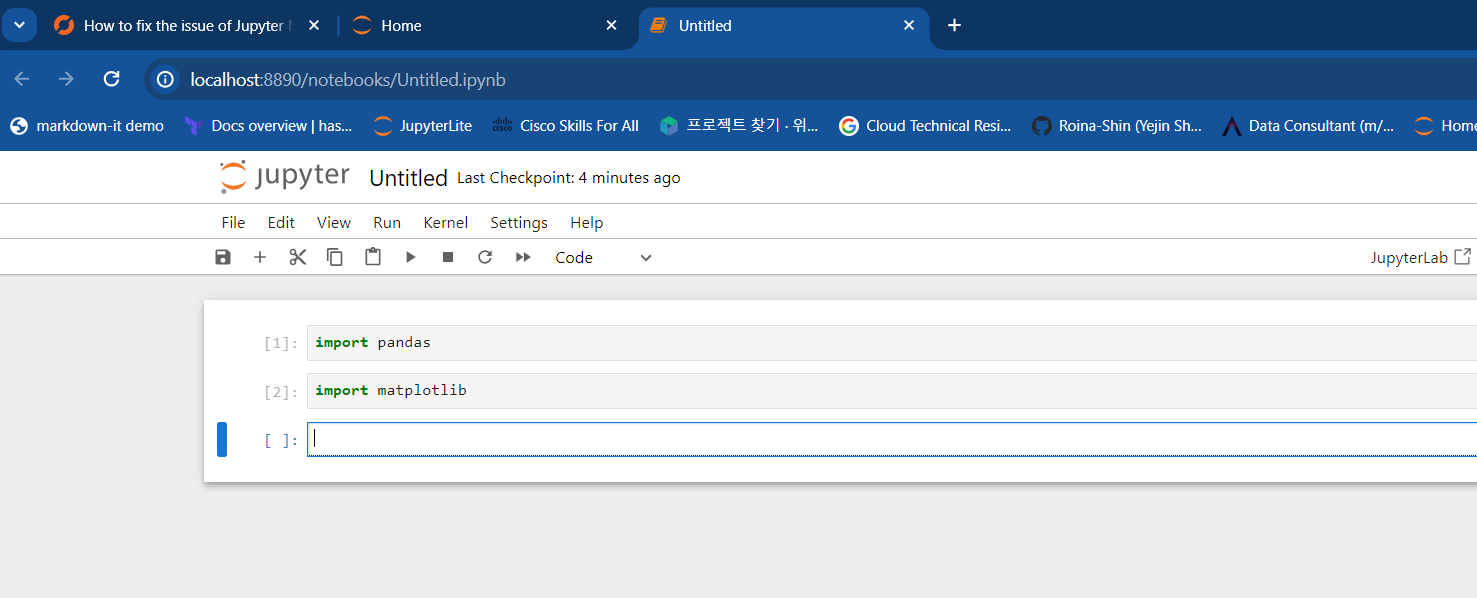 How to fix the issue of Jupyter Home Untitled
localhost:8890/notebooks/Untitled.ipynb
markdown-it demo Docs overview | has... JupyterLite Cisco Skills For All 프로젝트 찾기 · 위... Cloud Technical Resi... Roina-Shin (Yejin Sh... Data Consultant (m/... Home
jupyter Untitled Last Checkpoint: 4 minutes ago
File Edit View Run Kernel Settings Help
Code JupyterLab
[1]: import pandas
[2]: import matplotlib
[ ]: